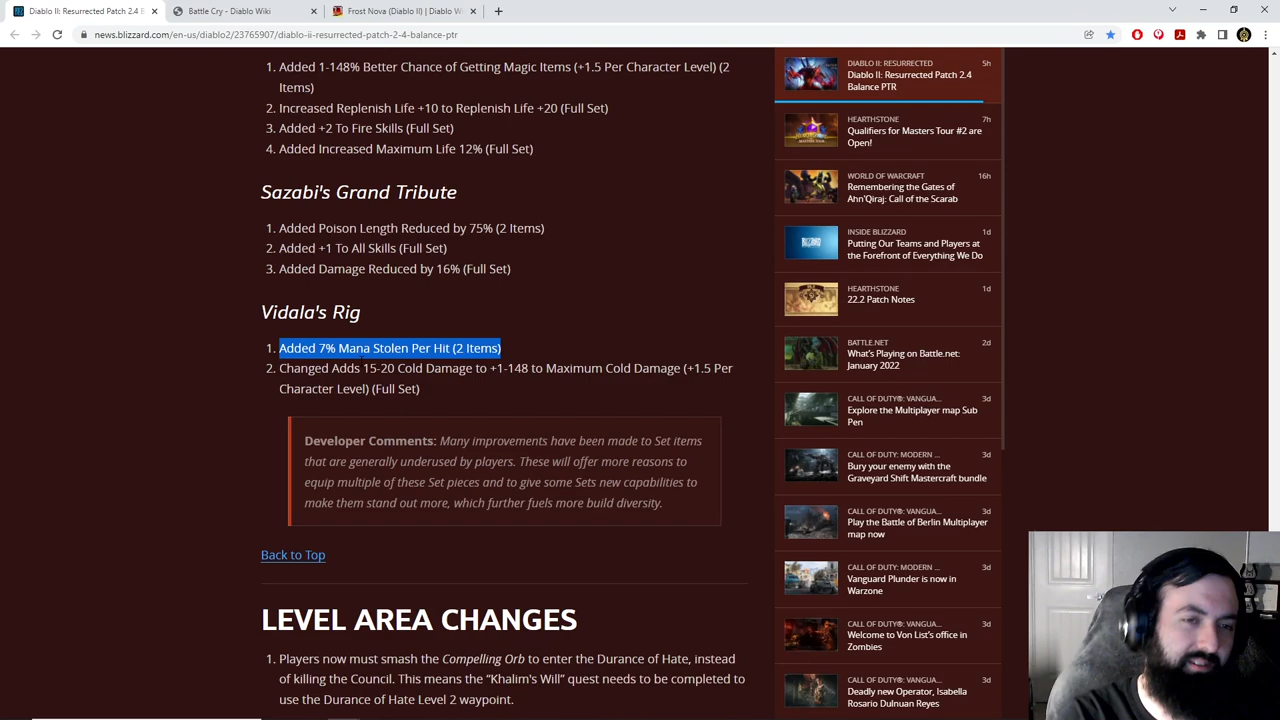 Diablo II: Resurrected Patch 2.4 B
Battle Cry - Diablo Wiki
Frost Nova (Diablo II) | Diablo W
news.blizzard.com/en-us/diablo2/23765907/diablo-ii-resurrected-patch-2-4-balance-ptr
1. Added 1-148% Better Chance of Getting Magic Items (+1.5 Per Character Level) (2
Items)
2. Increased Replenish Life +10 to Replenish Life +20 (Full Set)
3. Added +2 To Fire Skills (Full Set)
4. Added Increased Maximum Life 12% (Full Set)
Sazabi's Grand Tribute
1. Added Poison Length Reduced by 75% (2 Items)
2. Added +1 To All Skills (Full Set)
3. Added Damage Reduced by 16% (Full Set)
Vidala's Rig
1. Added 7% Mana Stolen Per Hit (2 Items)
2. Changed Adds 15-20 Cold Damage to +1-148 to Maximum Cold Damage (+1.5 Per
Character Level) (Full Set)
Developer Comments: Many improvements have been made to Set items
that are generally underused by players. These will offer more reasons to
equip multiple of these Set pieces and to give some Sets new capabilities to
make them stand out more, which further fuels more build diversity.
Back to Top
LEVEL AREA CHANGES
1. Players now must smash the Compelling Orb to enter the Durance of Hate, instead
of killing the Council. This means the “Khalim's Will” quest needs to be completed to
use the Durance of Hate Level 2 waypoint.
DIABLO II: RESURRECTED 5h
Diablo II: Resurrected Patch 2.4
Balance PTR
HEARTHSTONE 7h
Qualifiers for Masters Tour #2 are
Open!
WORLD OF WARCRAFT 16h
Remembering the Gates of
Ahn'Qiraj: Call of the Scarab
INSIDE BLIZZARD 1d
Putting Our Teams and Players at
the Forefront of Everything We Do
HEARTHSTONE 1d
22.2 Patch Notes
BATTLE.NET 2d
What's Playing on Battle.net:
January 2022
CALL OF DUTY®: VANGUA... 3d
Explore the Multiplayer map Sub
Pen
CALL OF DUTY: MODERN ... 3d
Bury your enemy with the
Graveyard Shift Mastercraft bundle
CALL OF DUTY®: VANGUA... 3d
Play the Battle of Berlin Multiplayer
map now
CALL OF DUTY: MODERN ... 3d
Vanguard Plunder is now in
Warzone
CALL OF DUTY®: VANGUA... 3d
Welcome to Von List's office in
Zombies
CALL OF DUTY®: VANGUA... 3d
Deadly new Operator, Isabella
Rosario Dulnuan Reyes